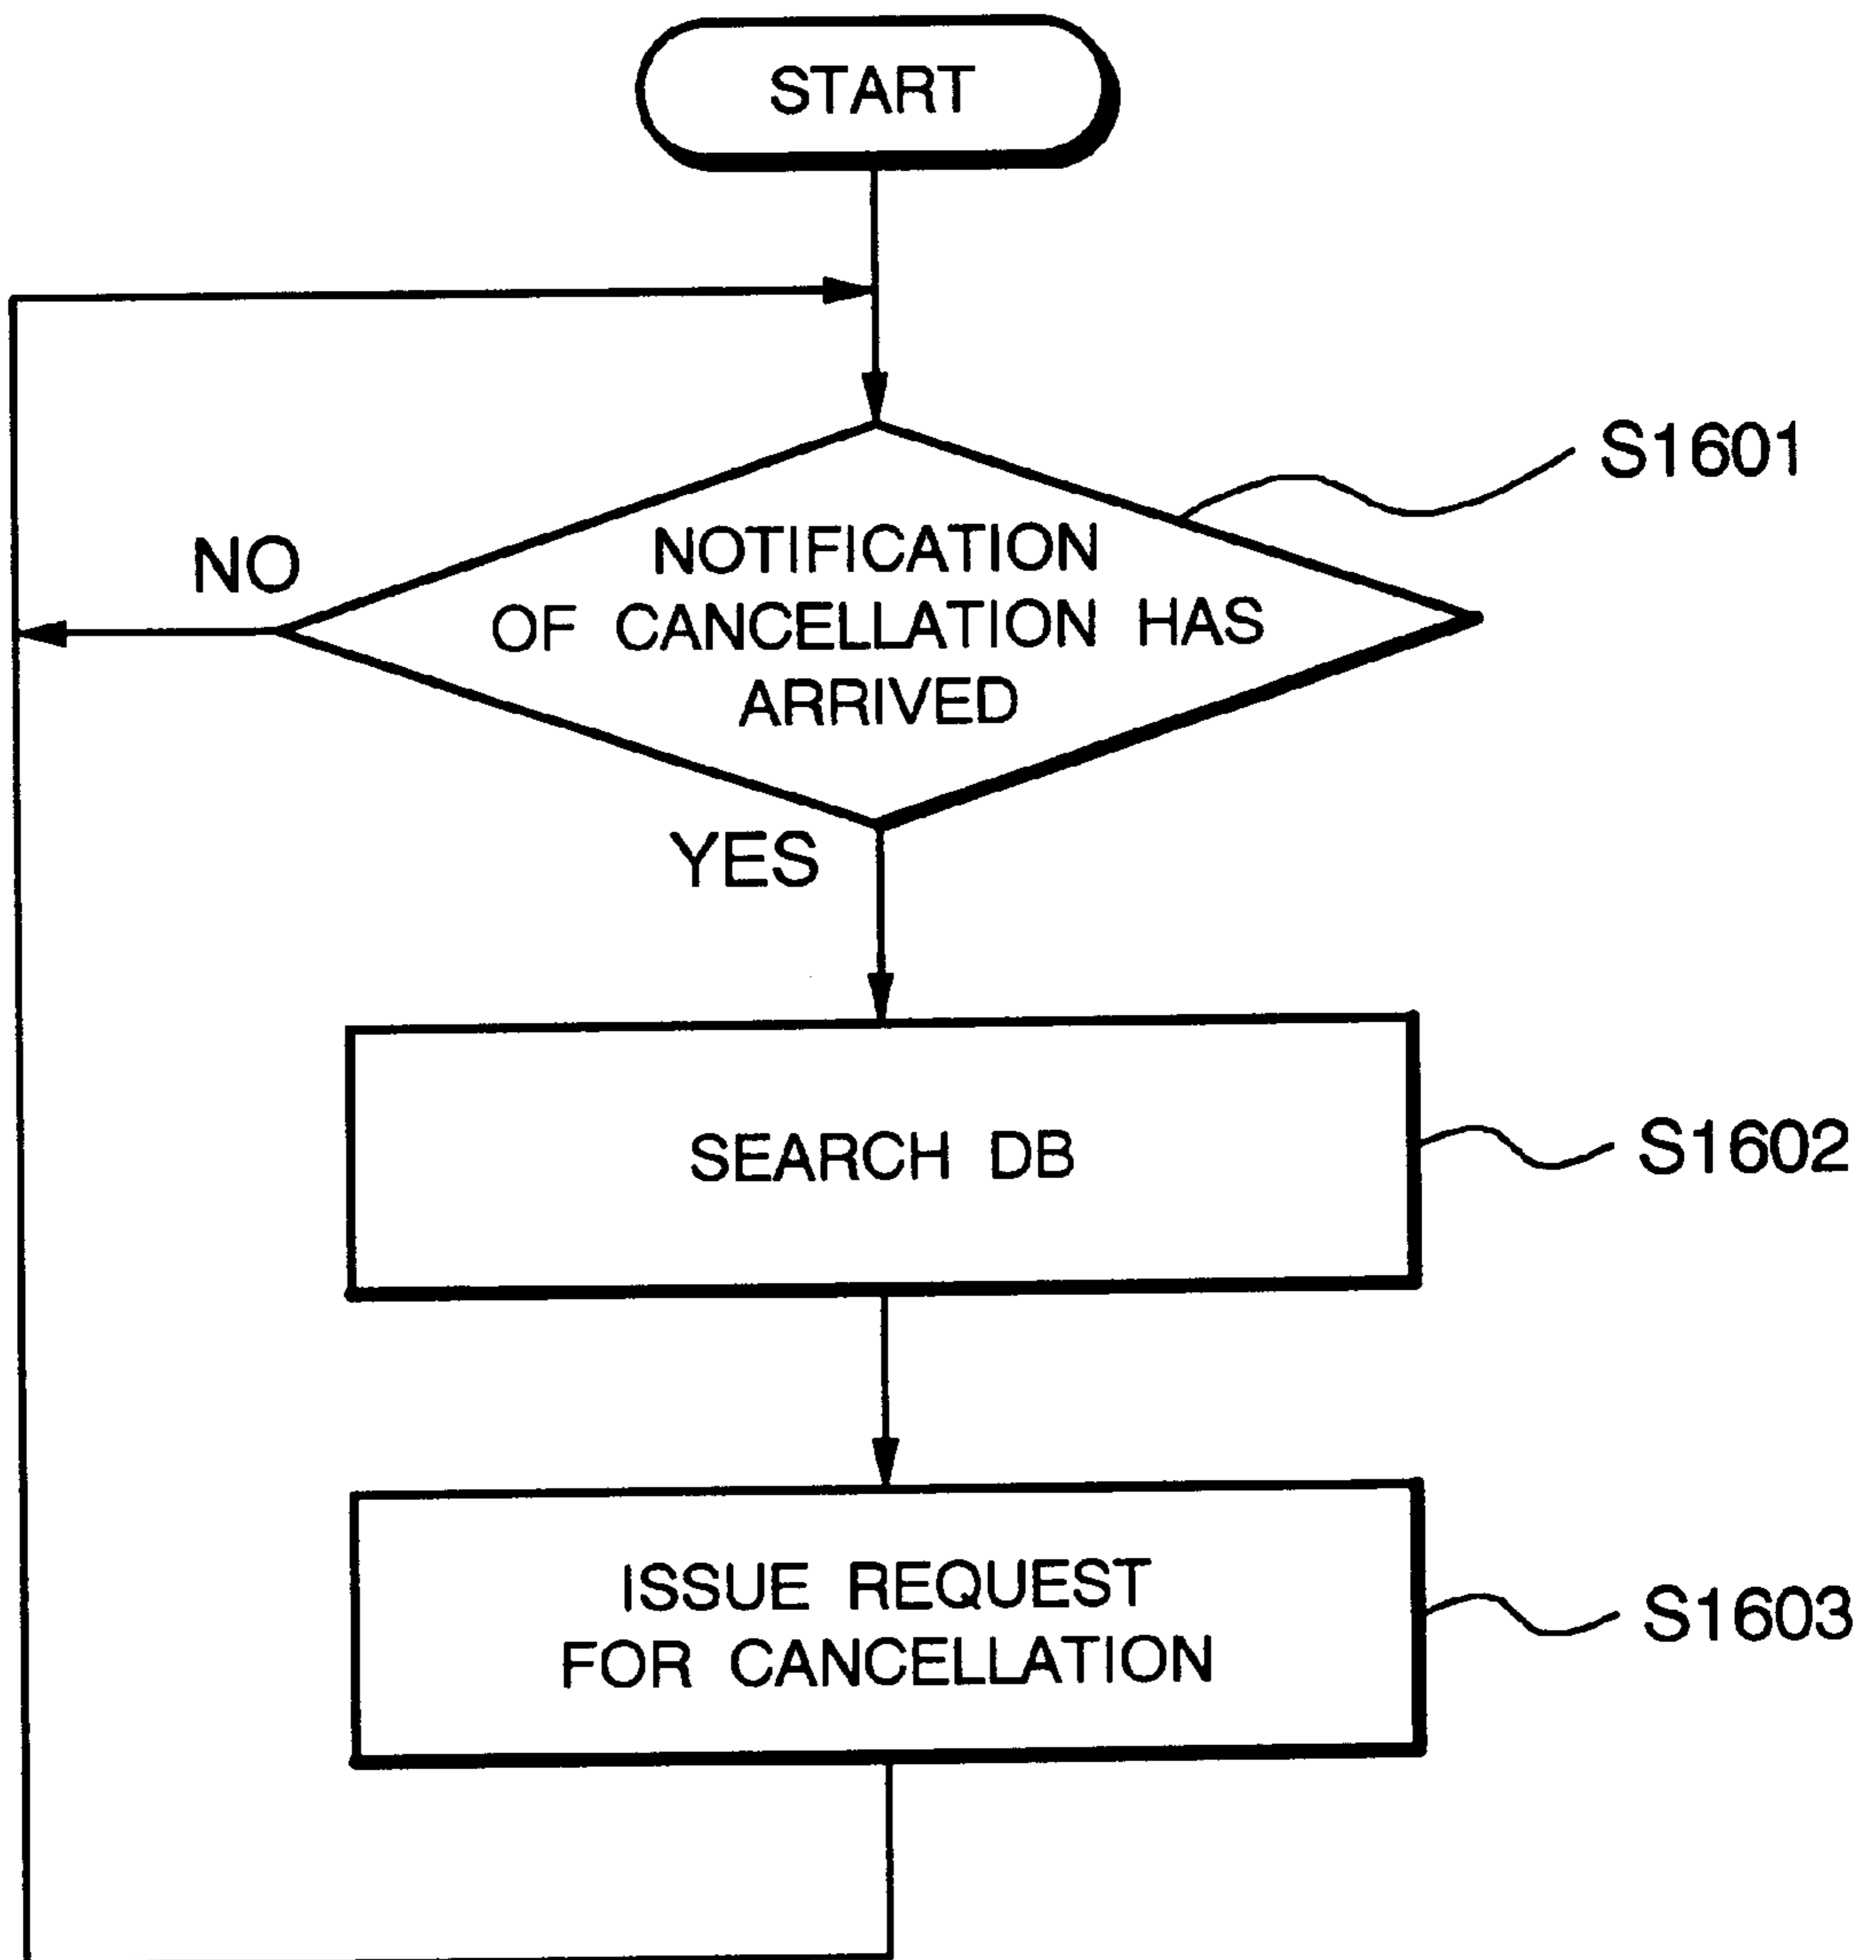 START
S1601
NO
NOTIFICATION
OF CANCELLATION HAS
ARRIVED
YES
SEARCH DB
S1602
ISSUE REQUEST
FOR CANCELLATION
S1603